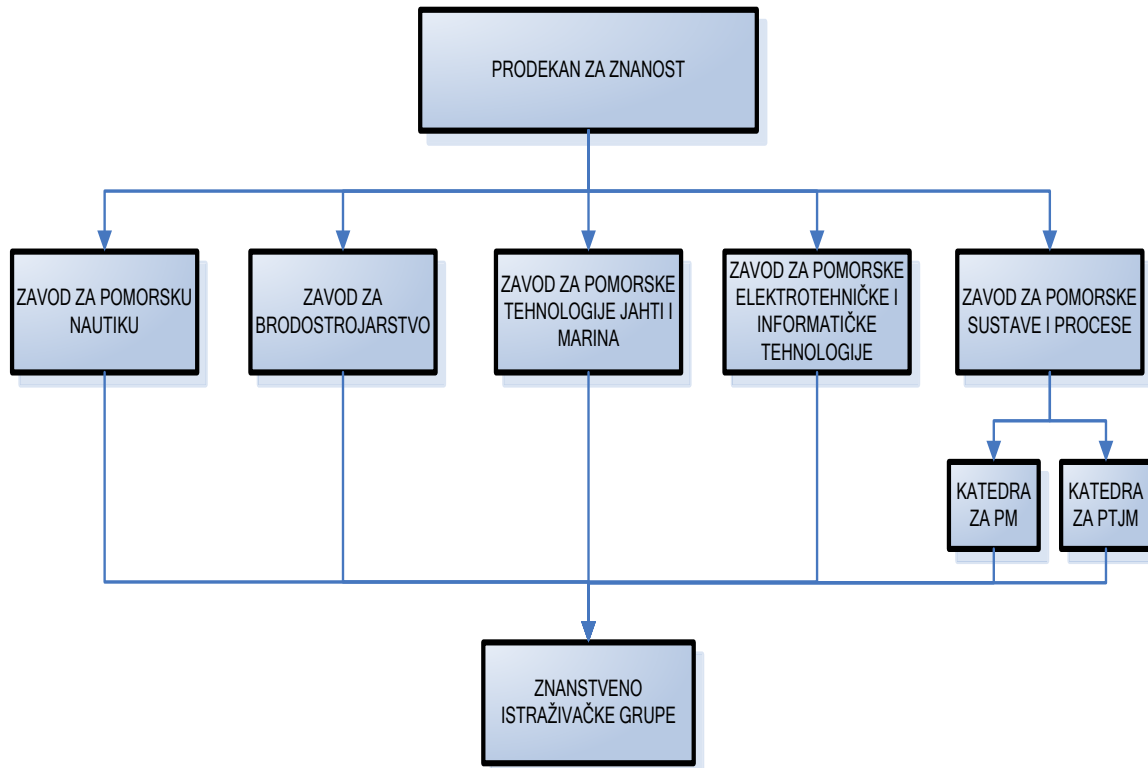 PRODEKAN ZA ZNANOST
ZAVOD ZA POMORSKU
NAUTIKU
ZAVOD ZA
BRODOSTROJARSTVO
ZAVOD ZA POMORSKE
TEHNOLOGIJE JAHTI I
MARINA
ZAVOD ZA POMORSKE
ELEKTROTEHNIČKE I
INFORMATIČKE
TEHNOLOGIJE
ZAVOD ZA POMORSKE
SUSTAVE I PROCESE
KATEDRA
ZA PM
KATEDRA
ZA PTJM
ZNANSTVENO
ISTRAŽIVAČKE GRUPE